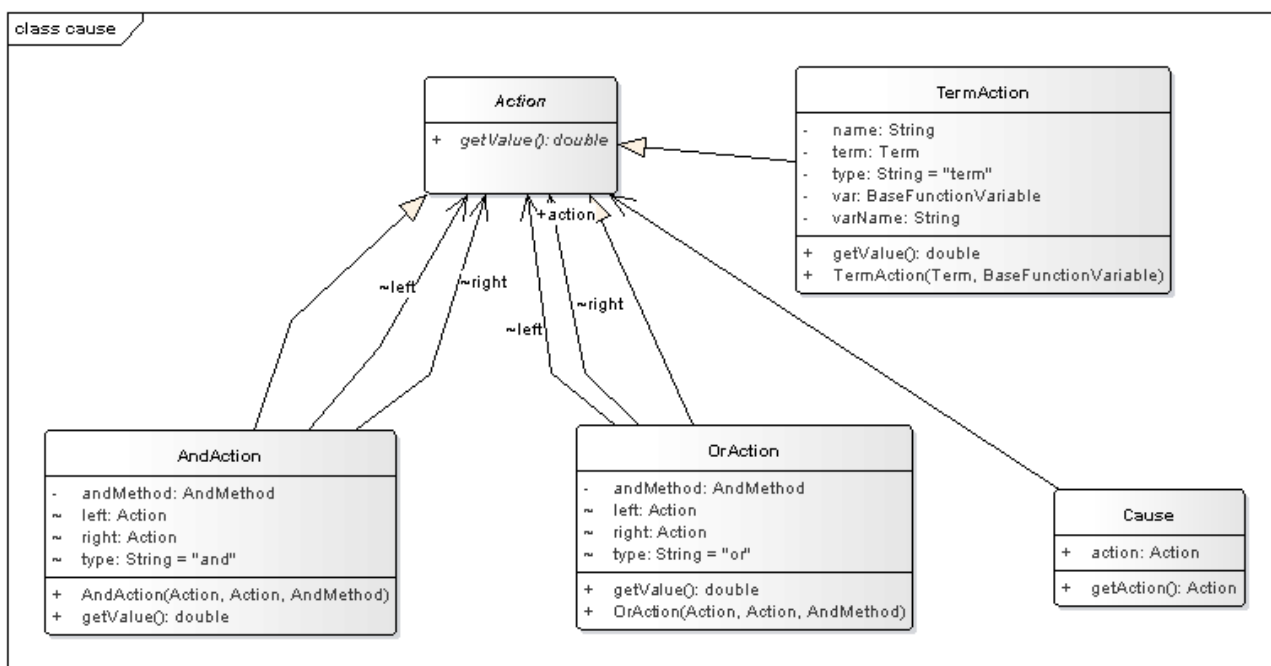 class cause
Action
+ getValue(): double
TermAction
- name: String
- term: Term
- type: String = "term"
- var: BaseFunctionVariable
- varName: String
+ getValue(): double
+ TermAction(Term, BaseFunctionVariable)
+action
~left
~right
~left
~right
AndAction
- andMethod: AndMethod
~ left: Action
~ right: Action
~ type: String = "and"
+ AndAction(Action, Action, AndMethod)
+ getValue(): double
OrAction
- andMethod: AndMethod
~ left: Action
~ right: Action
~ type: String = "or"
+ getValue(): double
+ OrAction(Action, Action, AndMethod)
Cause
+ action: Action
+ getAction(): Action